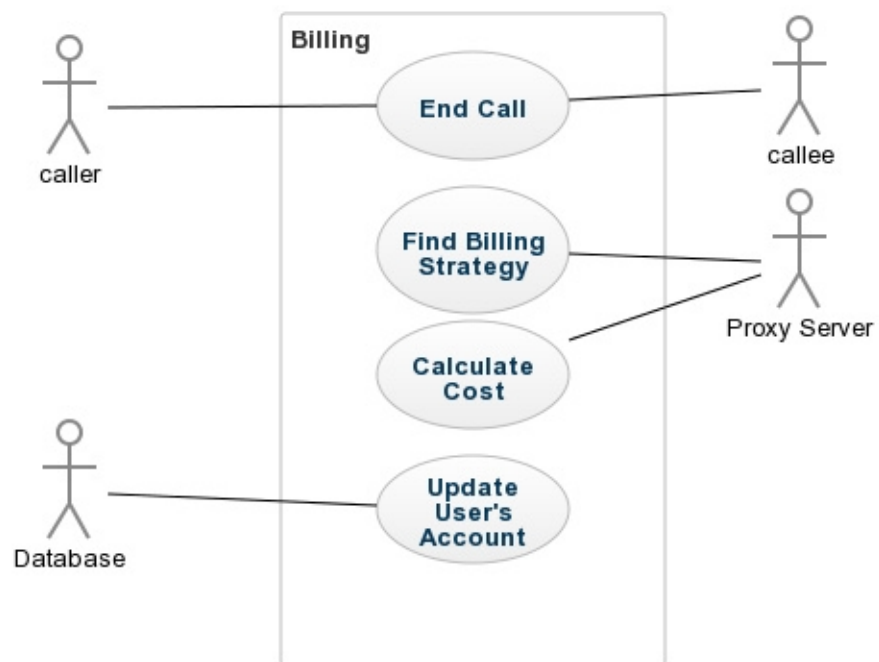 Billing
End Call
caller
callee
Find Billing
Strategy
Proxy Server
Calculate
Cost
Update
User's
Account
Database